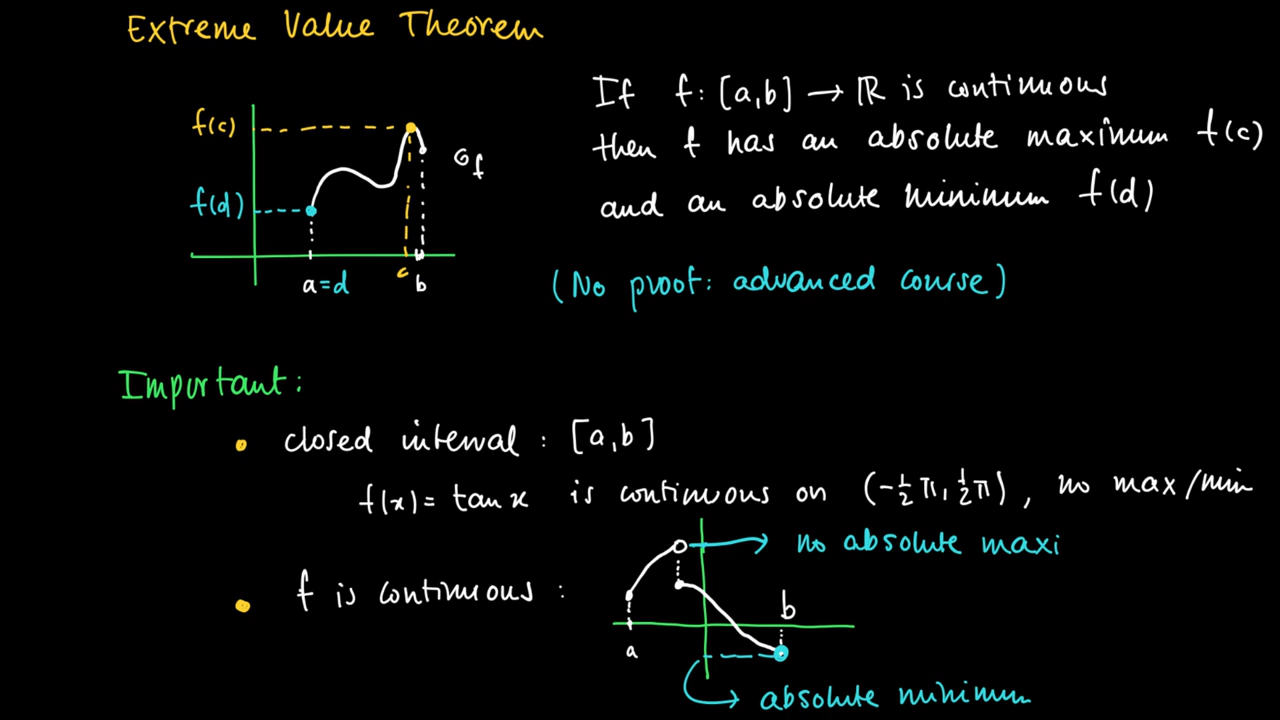 Extreme Value Theorem
If f: [a,b] → ℝ is continuous
then f has an absolute maximum f(c)
and an absolute minimum f(d)
(No proof: advanced course)
f(c)
f(d)
G_f
a=d
c
b
Important:
• closed interval : [a,b]
f(x) = tan x is continuous on (-½π, ½π), no max/min
• f is continuous :
no absolute maxi
a
b
absolute minimum